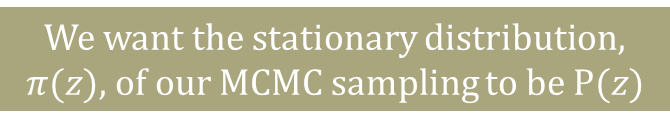 We want the stationary distribution,
π(z), of our MCMC sampling to be P(z)